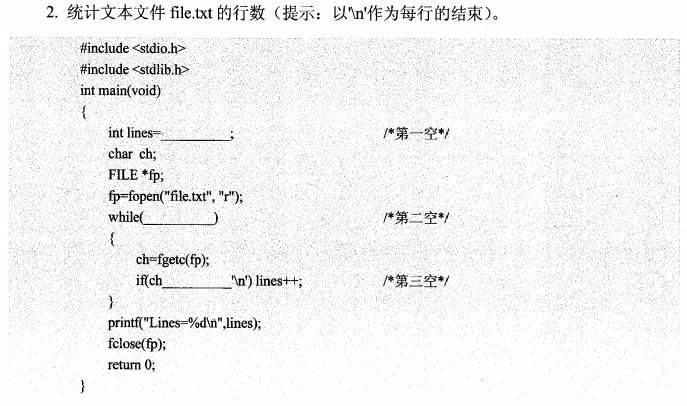 2. 统计文本文件 file.txt 的行数（提示：以'\n'作为每行的结束）。
#include <stdio.h>
#include <stdlib.h>
int main(void)
{
int lines=________; /*第一空*/
char ch;
FILE *fp;
fp=fopen("file.txt", "r");
while(________) /*第二空*/
{
ch=fgetc(fp);
if(ch________'\n') lines++; /*第三空*/
}
printf("Lines=%d\n",lines);
fclose(fp);
return 0;
}